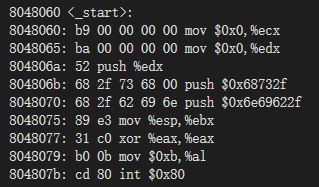 8048060 <_start>:
8048060: b9 00 00 00 00 mov $0x0,%ecx
8048065: ba 00 00 00 00 mov $0x0,%edx
804806a: 52 push %edx
804806b: 68 2f 73 68 00 push $0x68732f
8048070: 68 2f 62 69 6e push $0x6e69622f
8048075: 89 e3 mov %esp,%ebx
8048077: 31 c0 xor %eax,%eax
8048079: b0 0b mov $0xb,%al
804807b: cd 80 int $0x80